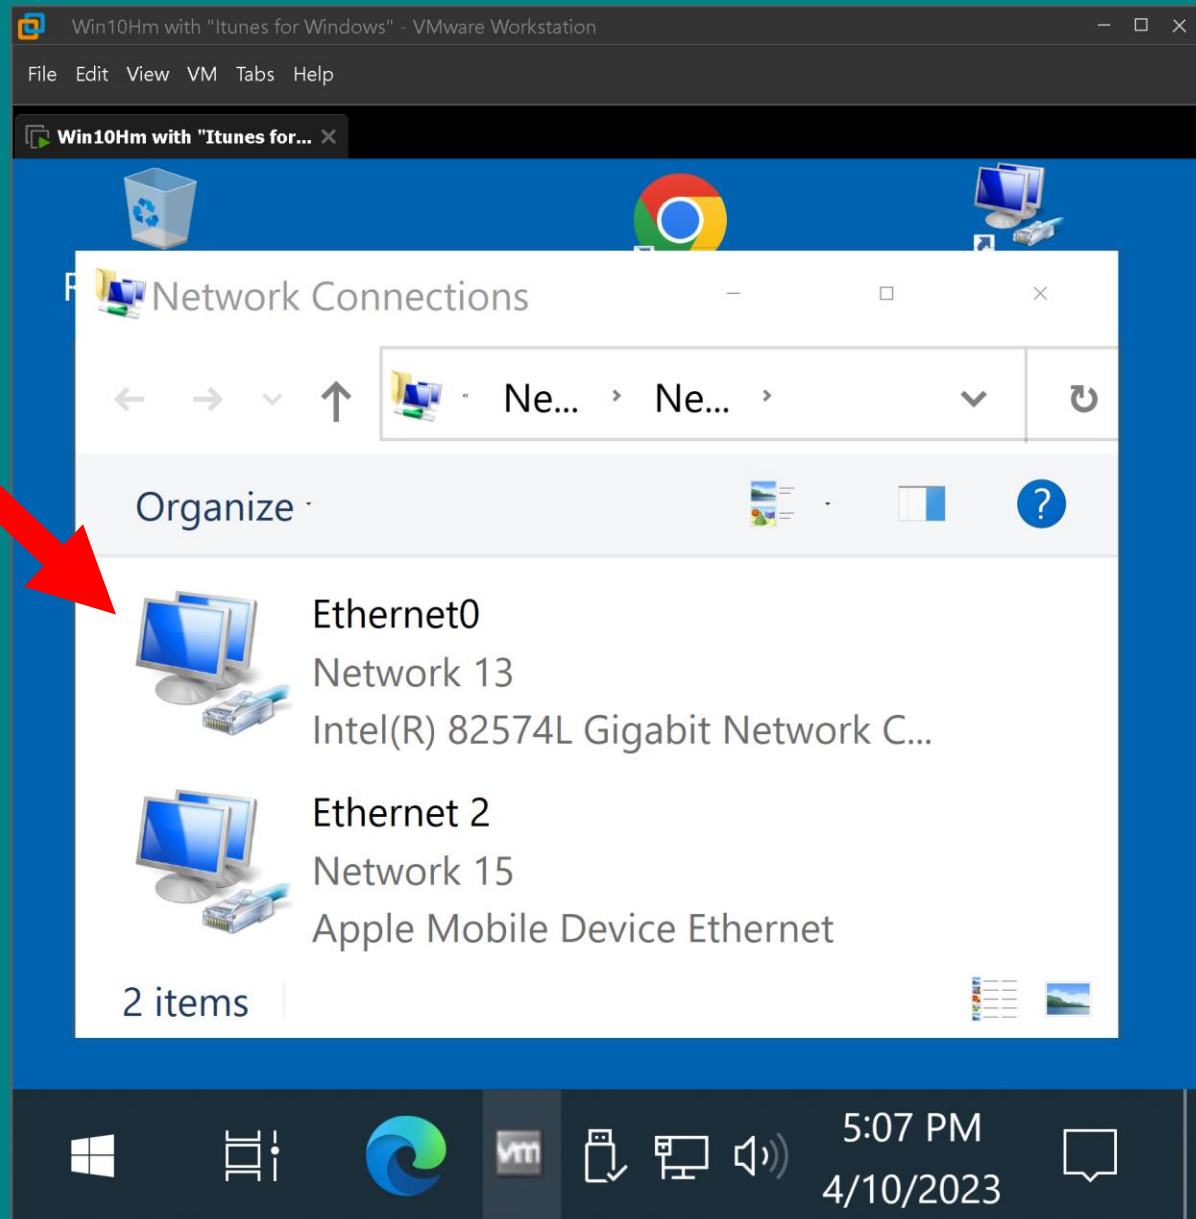 Win10Hm with "Itunes for Windows" - VMware Workstation
File Edit View VM Tabs Help
Win10Hm with "Itunes for...
Network Connections
Ne... › Ne... ›
Organize
?
Ethernet0
Network 13
Intel(R) 82574L Gigabit Network C...
Ethernet 2
Network 15
Apple Mobile Device Ethernet
2 items
vm
5:07 PM
4/10/2023